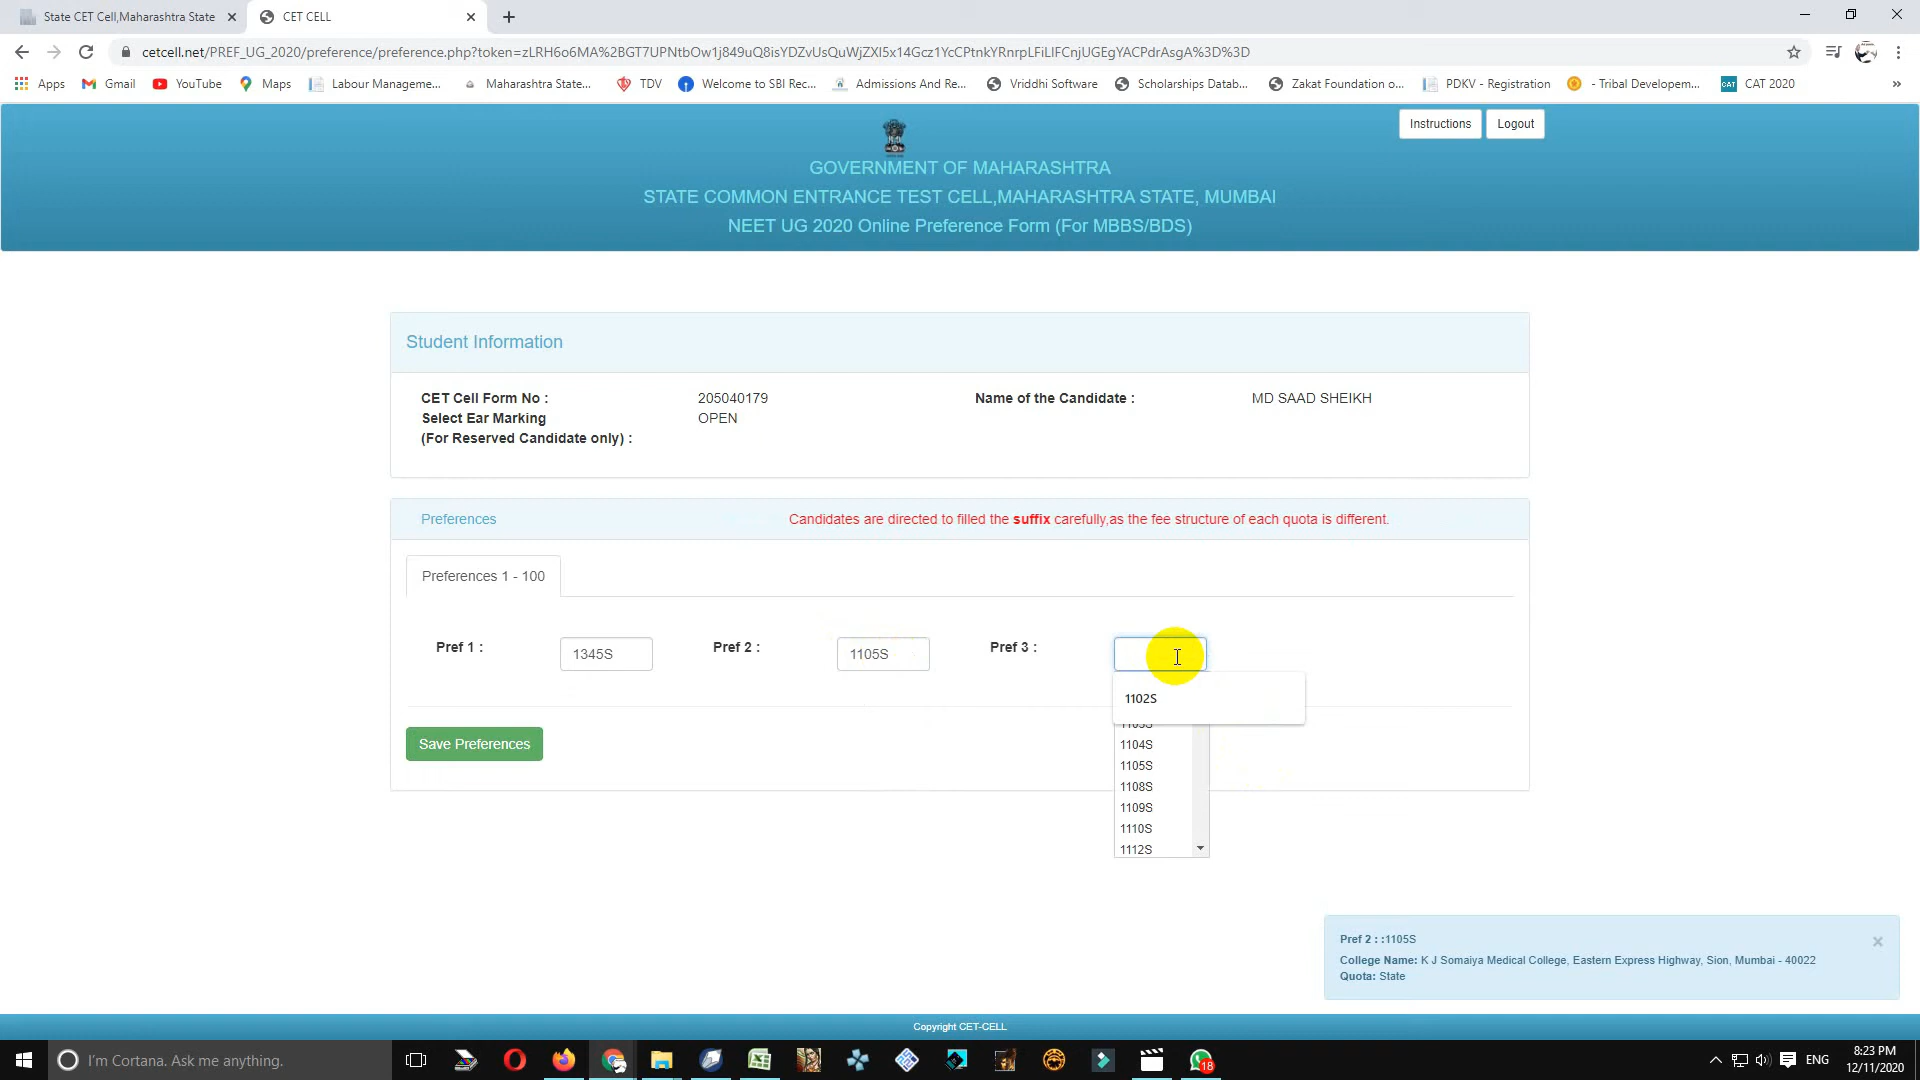 State CET Cell,Maharashtra State
CET CELL
cetcell.net/PREF_UG_2020/preference/preference.php?token=zLRH6o6MA%2BGT7UPNtbOw1j849uQ8isYDZvUsQuWjZXI5x14Gcz1YcCPtnkYRnrpLFiLIFCnjUGEgYACPdrAsgA%3D%3D
Apps Gmail YouTube Maps Labour Manageme... Maharashtra State... TDV Welcome to SBI Rec... Admissions And Re... Vriddhi Software Scholarships Datab... Zakat Foundation o... PDKV - Registration - Tribal Developem... CAT CAT 2020 »
Instructions Logout
GOVERNMENT OF MAHARASHTRA
STATE COMMON ENTRANCE TEST CELL,MAHARASHTRA STATE, MUMBAI
NEET UG 2020 Online Preference Form (For MBBS/BDS)
Student Information
CET Cell Form No : 205040179 Name of the Candidate : MD SAAD SHEIKH
Select Ear Marking OPEN
(For Reserved Candidate only) :
Preferences Candidates are directed to filled the suffix carefully,as the fee structure of each quota is different.
Preferences 1 - 100
Pref 1 : 1345S Pref 2 : 1105S Pref 3 :
1102S
1103S
1104S
Save Preferences
1105S
1108S
1109S
1110S
1112S
Pref 2 : :1105S
College Name: K J Somaiya Medical College, Eastern Express Highway, Sion, Mumbai - 40022
Quota: State
Copyright CET-CELL
I'm Cortana. Ask me anything.
18
ENG
8:23 PM
12/11/2020